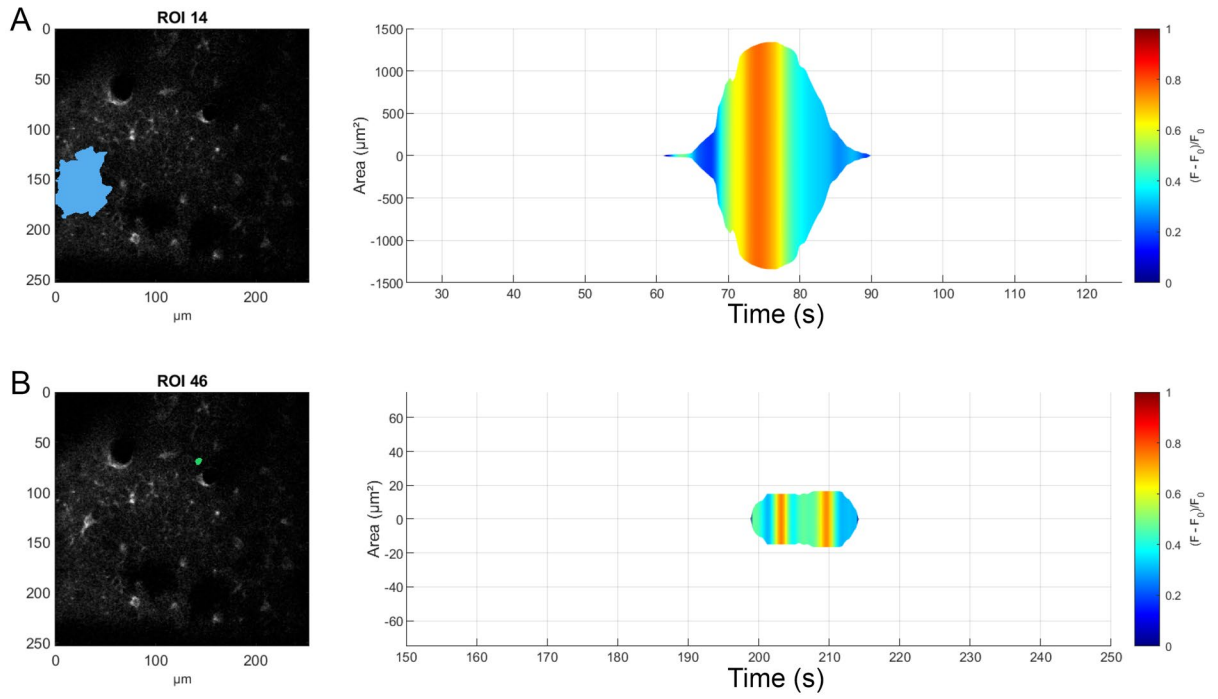 A
ROI 14
0
50
100
150
200
250
0 100 200
µm
1500
1000
500
0
-500
-1000
-1500
Area (µm²)
30 40 50 60 70 80 90 100 110 120
Time (s)
1
0.8
0.6
0.4
0.2
0
(F - F₀)/F₀
B
ROI 46
0
50
100
150
200
250
0 100 200
µm
60
40
20
0
-20
-40
-60
Area (µm²)
150 160 170 180 190 200 210 220 230 240 250
Time (s)
1
0.8
0.6
0.4
0.2
0
(F - F₀)/F₀